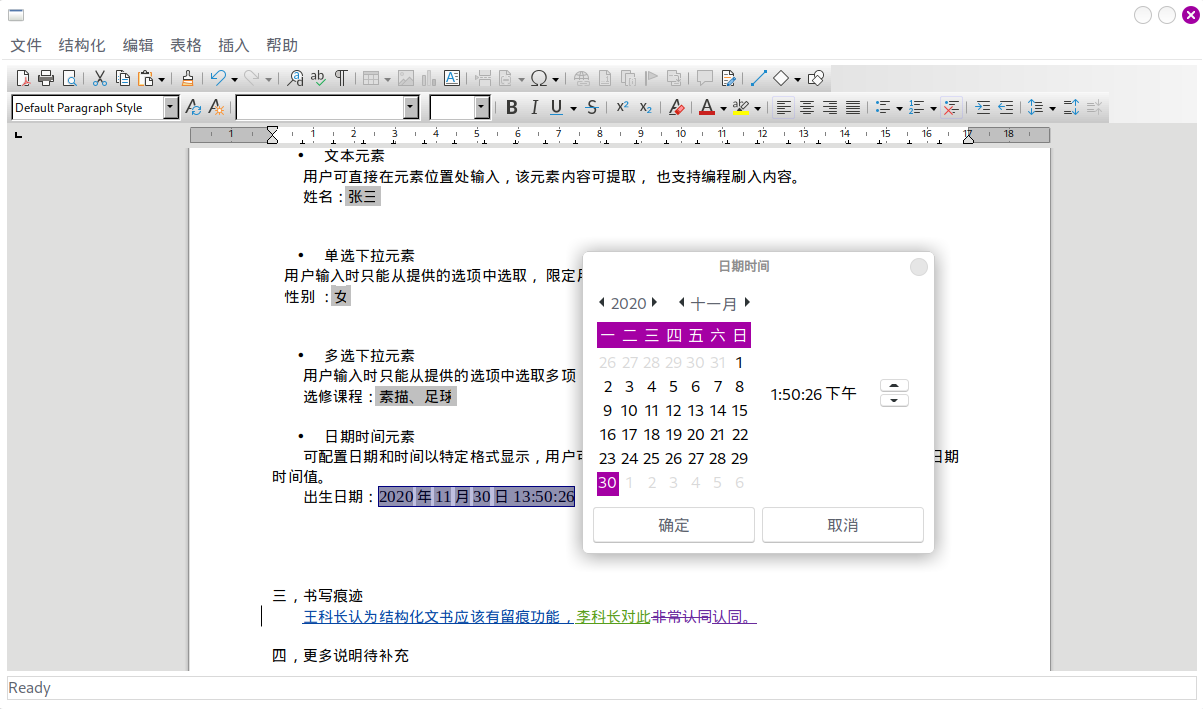 文件 结构化 编辑 表格 插入 帮助
Default Paragraph Style
1 1 2 3 4 5 6 7 8 9 10 11 12 13 14 15 16 17 18
• 文本元素
用户可直接在元素位置处输入，该元素内容可提取， 也支持编程刷入内容。
姓名：张三
• 单选下拉元素
用户输入时只能从提供的选项中选取， 限定
性别 ：女
• 多选下拉元素
用户输入时只能从提供的选项中选取多项
选修课程：素描、足球
• 日期时间元素
可配置日期和时间以特定格式显示，用户 日期
时间值。
出生日期：2020 年 11 月 30 日 13:50:26
日期时间
2020 十一月
一 二 三 四 五 六 日
26 27 28 29 30 31 1
2 3 4 5 6 7 8
9 10 11 12 13 14 15
16 17 18 19 20 21 22
23 24 25 26 27 28 29
30 1 2 3 4 5 6
1:50:26 下午
确定 取消
三，书写痕迹
王科长认为结构化文书应该有留痕功能，李科长对此非常认同认同。
四，更多说明待补充
Ready